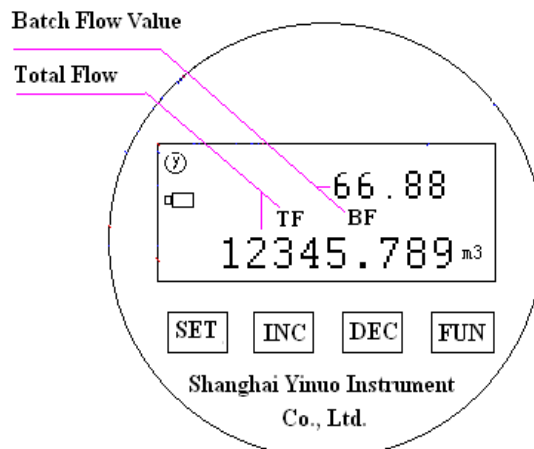 Batch Flow Value
Total Flow
66.88
TF BF
12345.789 m3
SET INC DEC FUN
Shanghai Yinuo Instrument
Co., Ltd.